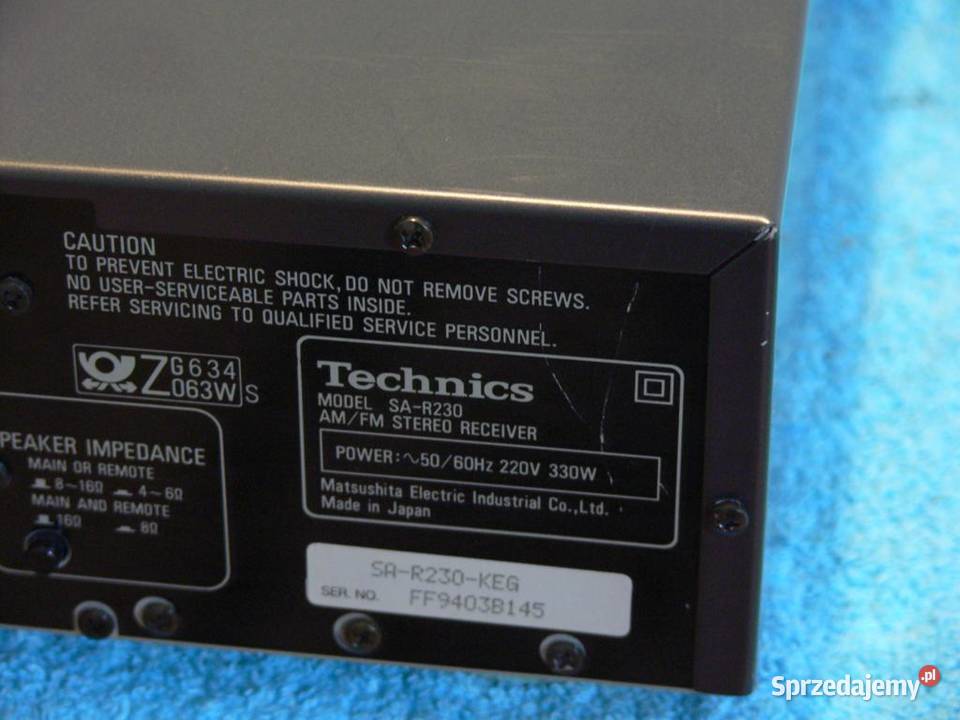 CAUTION
TO PREVENT ELECTRIC SHOCK, DO NOT REMOVE SCREWS.
NO USER-SERVICEABLE PARTS INSIDE.
REFER SERVICING TO QUALIFIED SERVICE PERSONNEL.
Z G634
063W S
Technics
MODEL SA-R230
AM/FM STEREO RECEIVER
POWER:∼50/60Hz 220V 330W
Matsushita Electric Industrial Co.,Ltd.
Made in Japan
PEAKER IMPEDANCE
MAIN OR REMOTE
8~16Ω 4~6Ω
MAIN AND REMOTE
16Ω 8Ω
SA-R230-KEG
SER. NO. FF9403B145
Sprzedajemy.pl